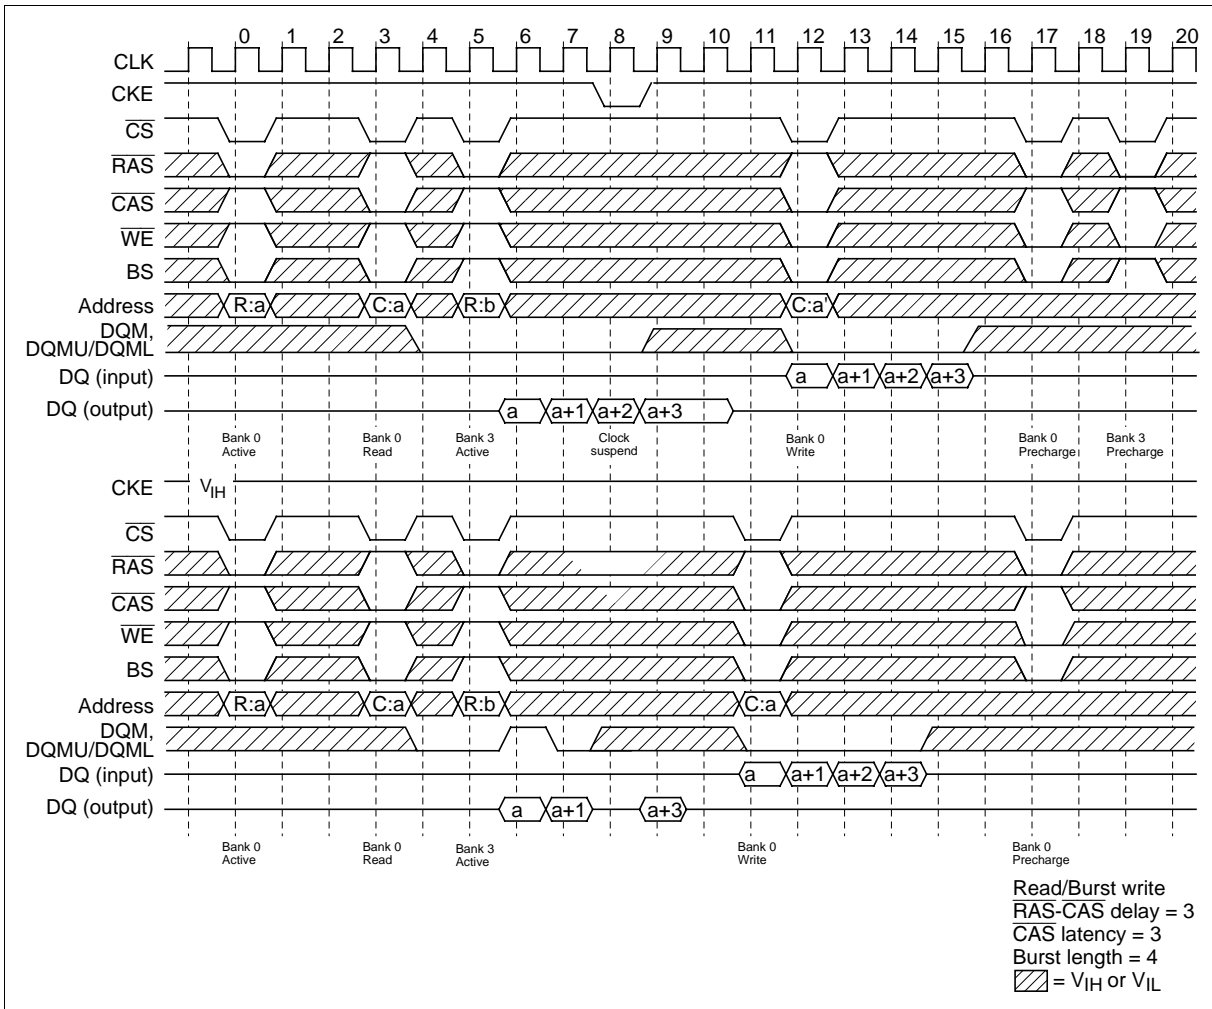 0 1 2 3 4 5 6 7 8 9 10 11 12 13 14 15 16 17 18 19 20
CLK
CKE
CS
RAS
CAS
WE
BS
Address R:a C:a R:b C:a'
DQM,
DQMU/DQML
DQ (input) a a+1 a+2 a+3
DQ (output) a a+1 a+2 a+3
Bank 0 Bank 0 Bank 3 Clock Bank 0 Bank 0 Bank 3
Active Read Active suspend Write Precharge Precharge
CKE VIH
CS
RAS
CAS
WE
BS
Address R:a C:a R:b C:a
DQM,
DQMU/DQML
DQ (input) a a+1 a+2 a+3
DQ (output) a a+1 a+3
Bank 0 Bank 0 Bank 3 Bank 0 Bank 0
Active Read Active Write Precharge
Read/Burst write
RAS-CAS delay = 3
CAS latency = 3
Burst length = 4
= VIH or VIL